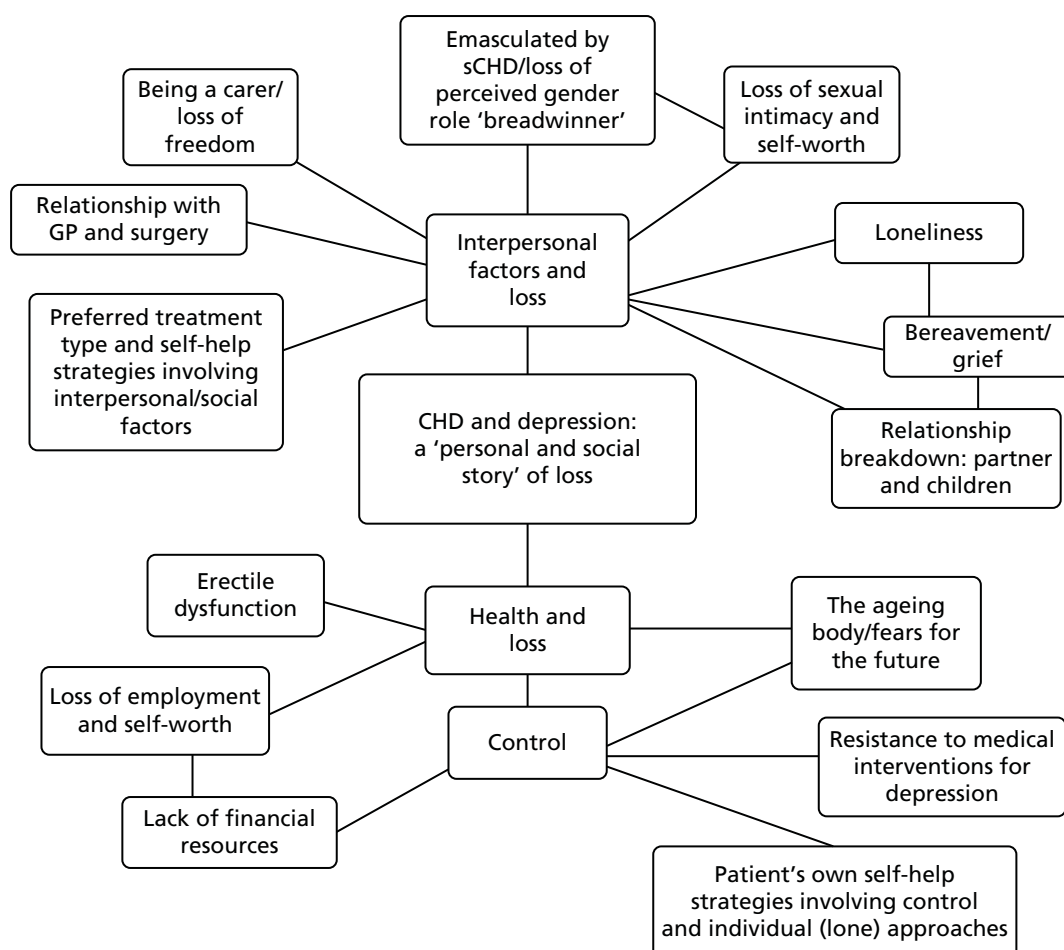 Emasculated by
sCHD/loss of
perceived gender
role ‘breadwinner’
Being a carer/
loss of
freedom
Loss of sexual
intimacy and
self-worth
Relationship with
GP and surgery
Interpersonal
factors and
loss
Loneliness
Preferred treatment
type and self-help
strategies involving
interpersonal/social
factors
Bereavement/
grief
CHD and depression:
a ‘personal and social
story’ of loss
Relationship
breakdown: partner
and children
Erectile
dysfunction
Health and
loss
The ageing
body/fears for
the future
Loss of employment
and self-worth
Control
Resistance to medical
interventions for
depression
Lack of financial
resources
Patient’s own self-help
strategies involving control
and individual (lone) approaches